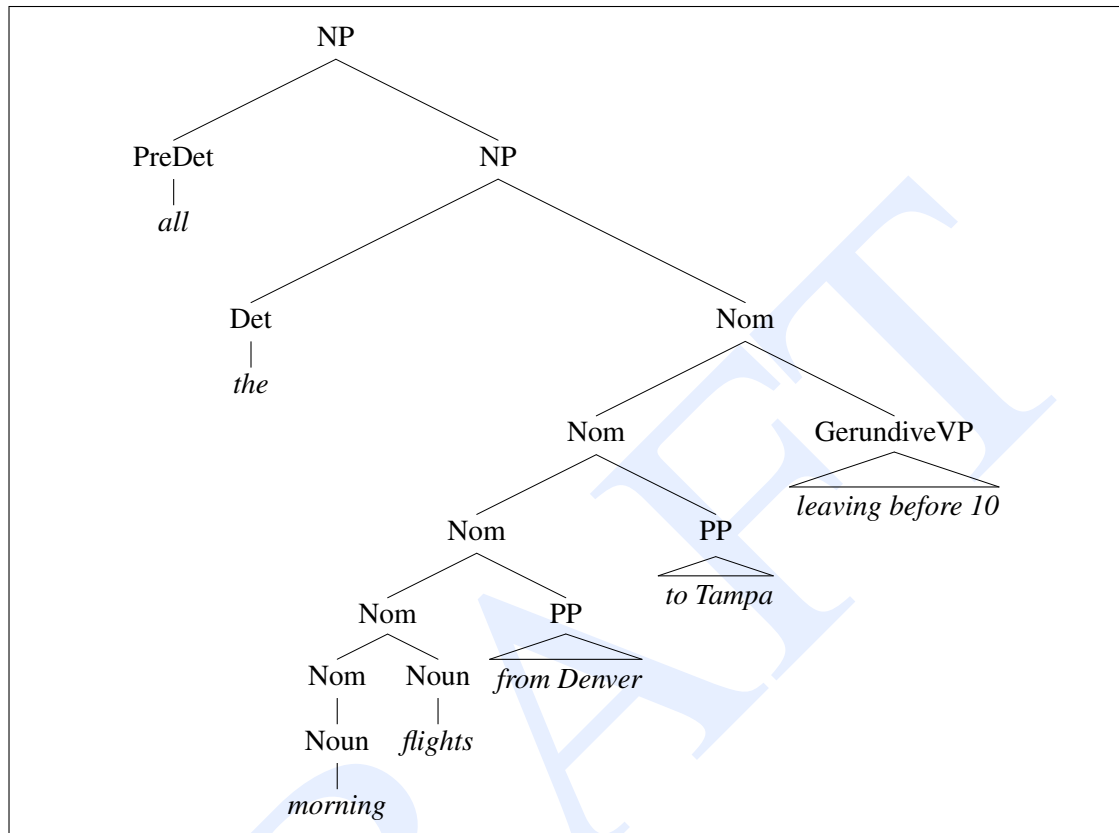 NP
PreDet NP
all
Det Nom
the
Nom GerundiveVP
leaving before 10
Nom PP
to Tampa
Nom PP
Nom Noun from Denver
Noun flights
morning